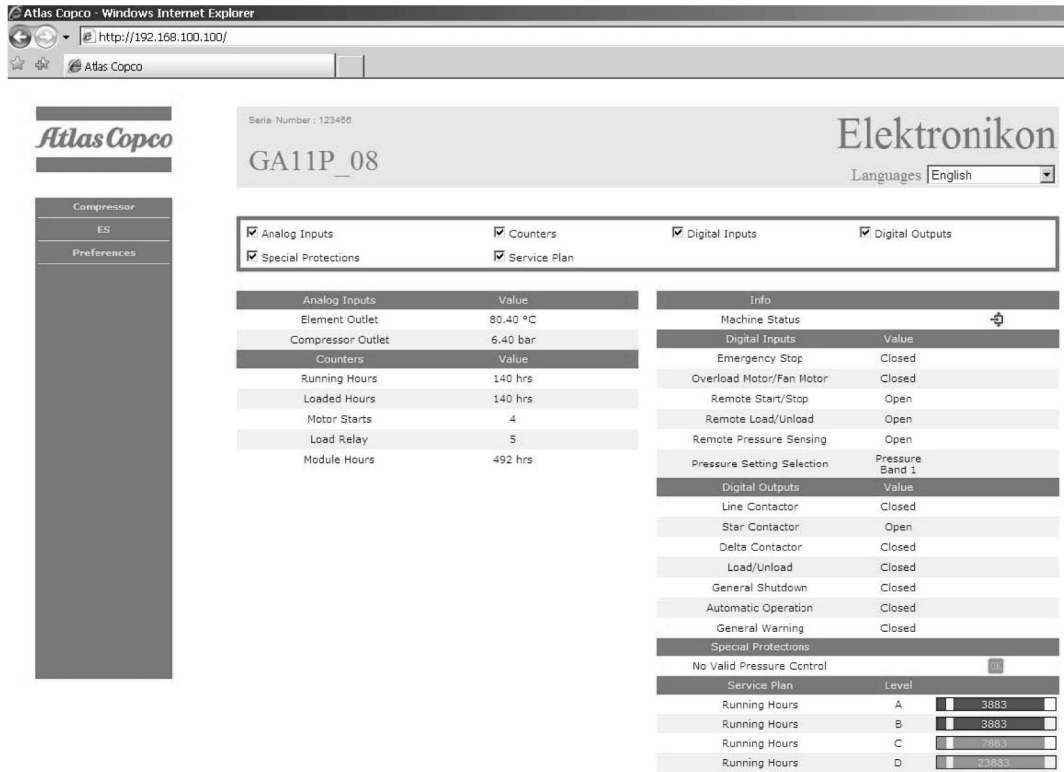 Atlas Copco - Windows Internet Explorer
http://192.168.100.100/
Atlas Copco
Atlas Copco
Seria Number : 123456
GA11P_08
Elektronikon
Languages English
Compressor
ES
Preferences
Analog Inputs Counters Digital Inputs Digital Outputs
Special Protections Service Plan
Analog Inputs Value
Element Outlet 80.40 °C
Compressor Outlet 6.40 bar
Counters Value
Running Hours 140 hrs
Loaded Hours 140 hrs
Motor Starts 4
Load Relay 5
Module Hours 492 hrs
Info
Machine Status
Digital Inputs Value
Emergency Stop Closed
Overload Motor/Fan Motor Closed
Remote Start/Stop Open
Remote Load/Unload Open
Remote Pressure Sensing Open
Pressure Setting Selection Pressure
Band 1
Digital Outputs Value
Line Contactor Closed
Star Contactor Open
Delta Contactor Closed
Load/Unload Closed
General Shutdown Closed
Automatic Operation Closed
General Warning Closed
Special Protections
No Valid Pressure Control OK
Service Plan Level
Running Hours A 3883
Running Hours B 3883
Running Hours C 7883
Running Hours D 23883